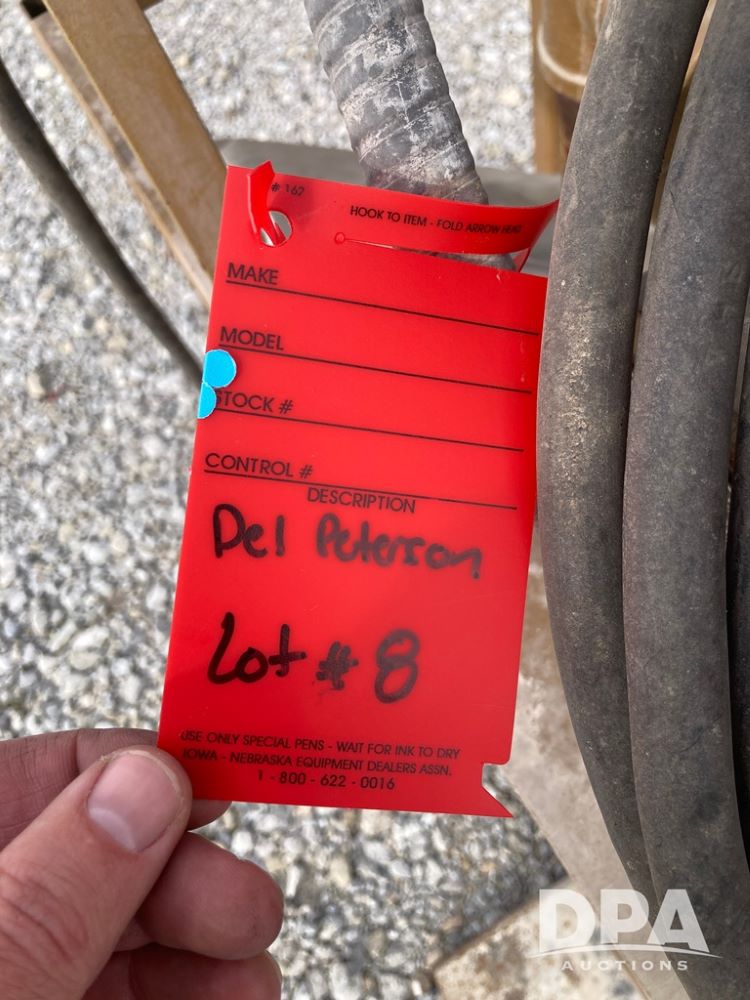 # 162
HOOK TO ITEM - FOLD ARROW HEAD
MAKE
MODEL
STOCK #
CONTROL #
DESCRIPTION
Del Peterson
Lot # 8
USE ONLY SPECIAL PENS - WAIT FOR INK TO DRY
IOWA - NEBRASKA EQUIPMENT DEALERS ASSN.
1 - 800 - 622 - 0016
DPA
AUCTIONS